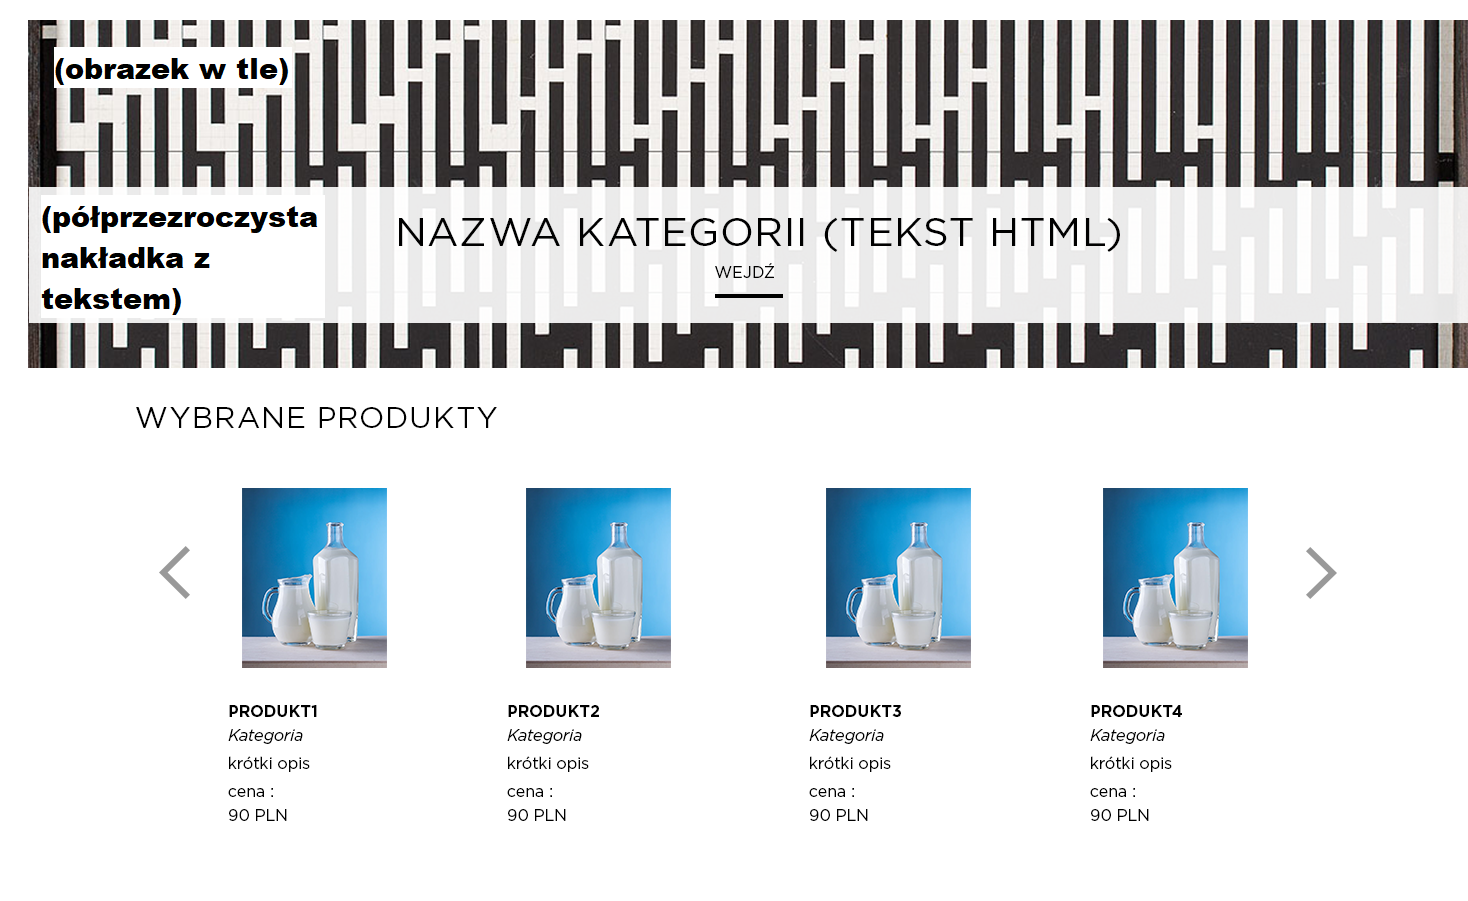 (obrazek w tle)
(półprzezroczysta
nakładka z
tekstem)
NAZWA KATEGORII (TEKST HTML)
WEJDŹ
WYBRANE PRODUKTY
PRODUKT1
Kategoria
krótki opis
cena :
90 PLN
PRODUKT2
Kategoria
krótki opis
cena :
90 PLN
PRODUKT3
Kategoria
krótki opis
cena :
90 PLN
PRODUKT4
Kategoria
krótki opis
cena :
90 PLN